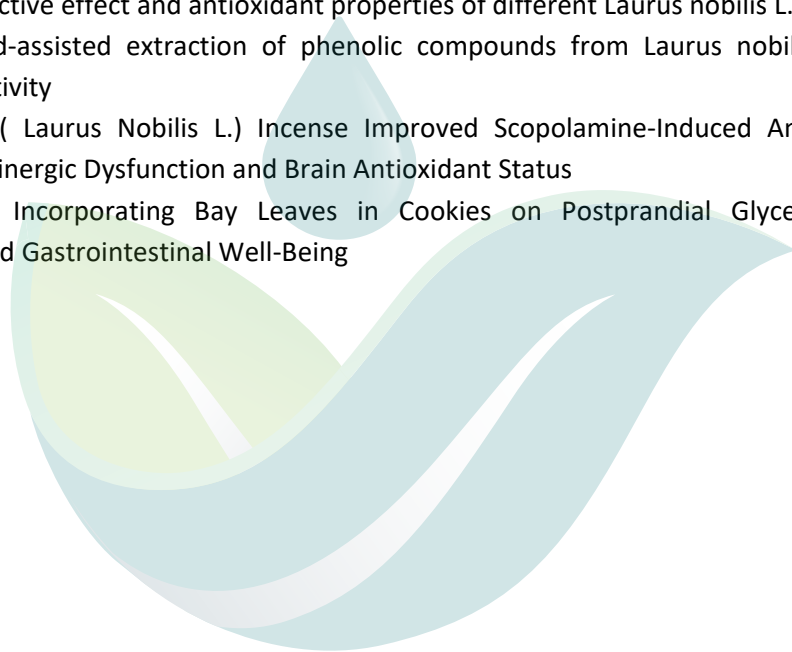 ctive effect and antioxidant properties of different Laurus nobilis L.
d-assisted extraction of phenolic compounds from Laurus nobil
tivity
( Laurus Nobilis L.) Incense Improved Scopolamine-Induced An
inergic Dysfunction and Brain Antioxidant Status
Incorporating Bay Leaves in Cookies on Postprandial Glyce
d Gastrointestinal Well-Being